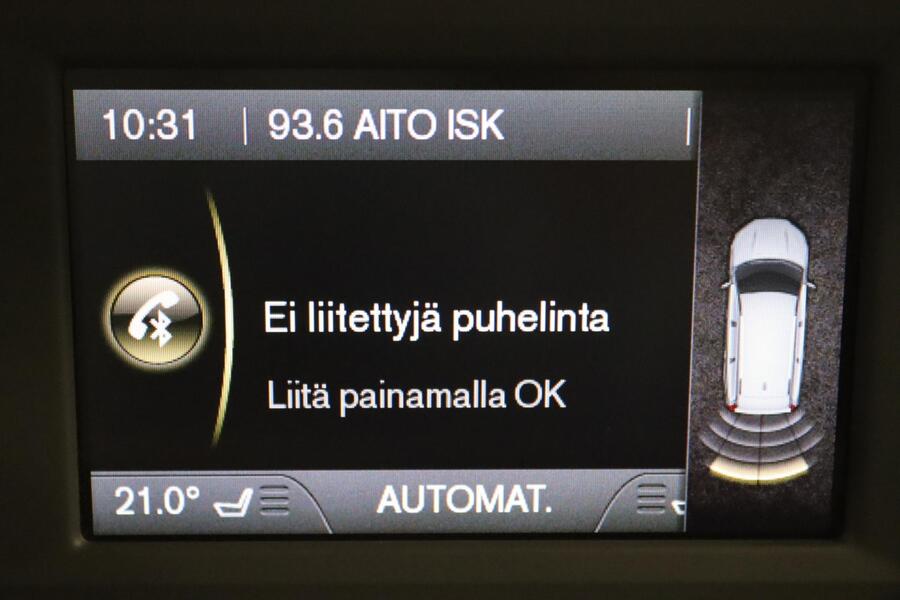 10:31 93.6 AITO ISK
Ei liitettyjä puhelinta
Liitä painamalla OK
21.0° AUTOMAT.